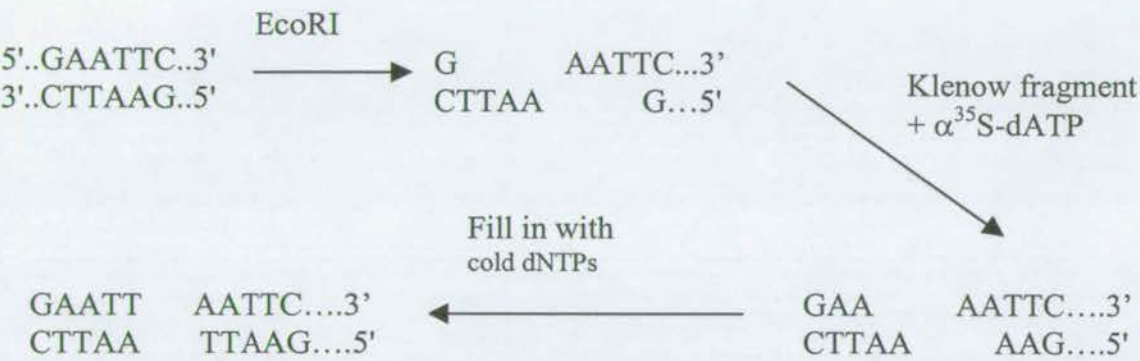 EcoRI
5'..GAATTC..3'
3'..CTTAAG..5'
G AATTC...3’
CTTAA G...5'
Klenow fragment
+ α³⁵S-dATP
Fill in with
cold dNTPs
GAATT AATTC....3’
CTTAA TTAAG....5'
GAA AATTC....3’
CTTAA AAG....5'